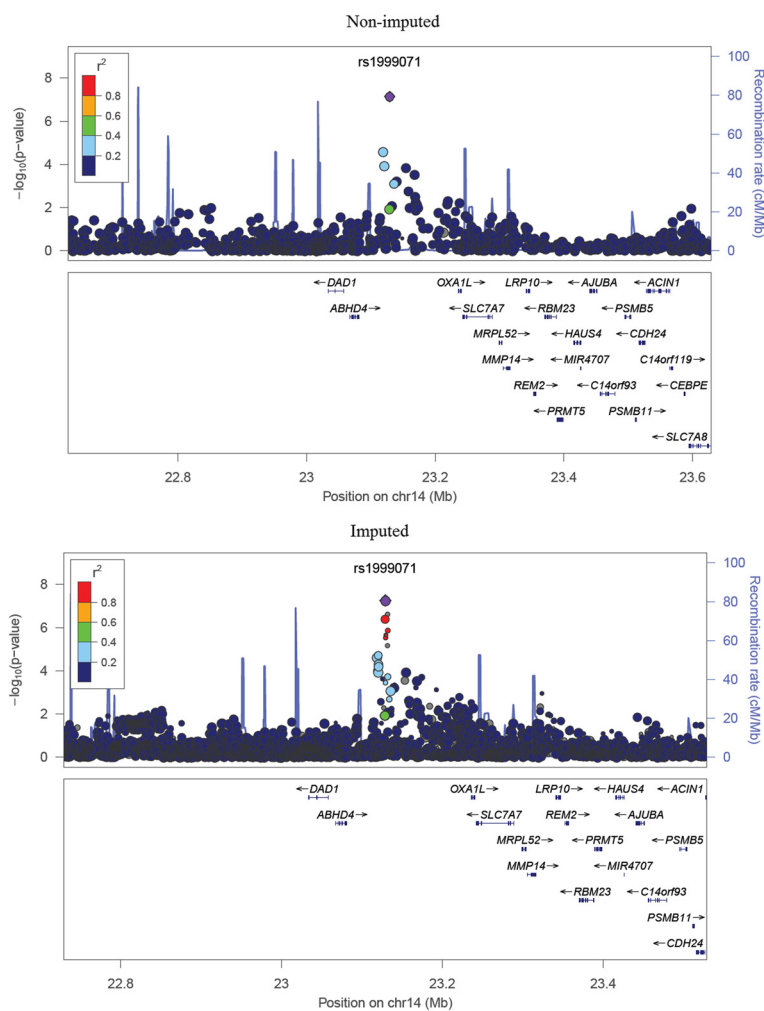 Non-imputed
rs1999071
r2
0.8
0.6
0.4
0.2
8
6
4
2
0
−log10(p−value)
100
80
60
40
20
0
Recombination rate (cM/Mb)
←DAD1 OXA1L→ LRP10→ ←AJUBA ←ACIN1
ABHD4→ ←SLC7A7 ←RBM23 ←PSMB5
MRPL52→ ←HAUS4 ←CDH24
MMP14→ ←MIR4707 C14orf119→
REM2→ ←C14orf93 ←CEBPE
←PRMT5 PSMB11→
←SLC7A8
22.8 23 23.2 23.4 23.6
Position on chr14 (Mb)
Imputed
rs1999071
r2
0.8
0.6
0.4
0.2
8
6
4
2
0
−log10(p−value)
100
80
60
40
20
0
Recombination rate (cM/Mb)
←DAD1 OXA1L→ LRP10→ ←HAUS4 ←ACIN1
ABHD4→ ←SLC7A7 REM2→ ←AJUBA
MRPL52→ ←PRMT5 ←PSMB5
MMP14→ ←MIR4707
←RBM23 ←C14orf93
PSMB11→
←CDH24
22.8 23 23.2 23.4
Position on chr14 (Mb)